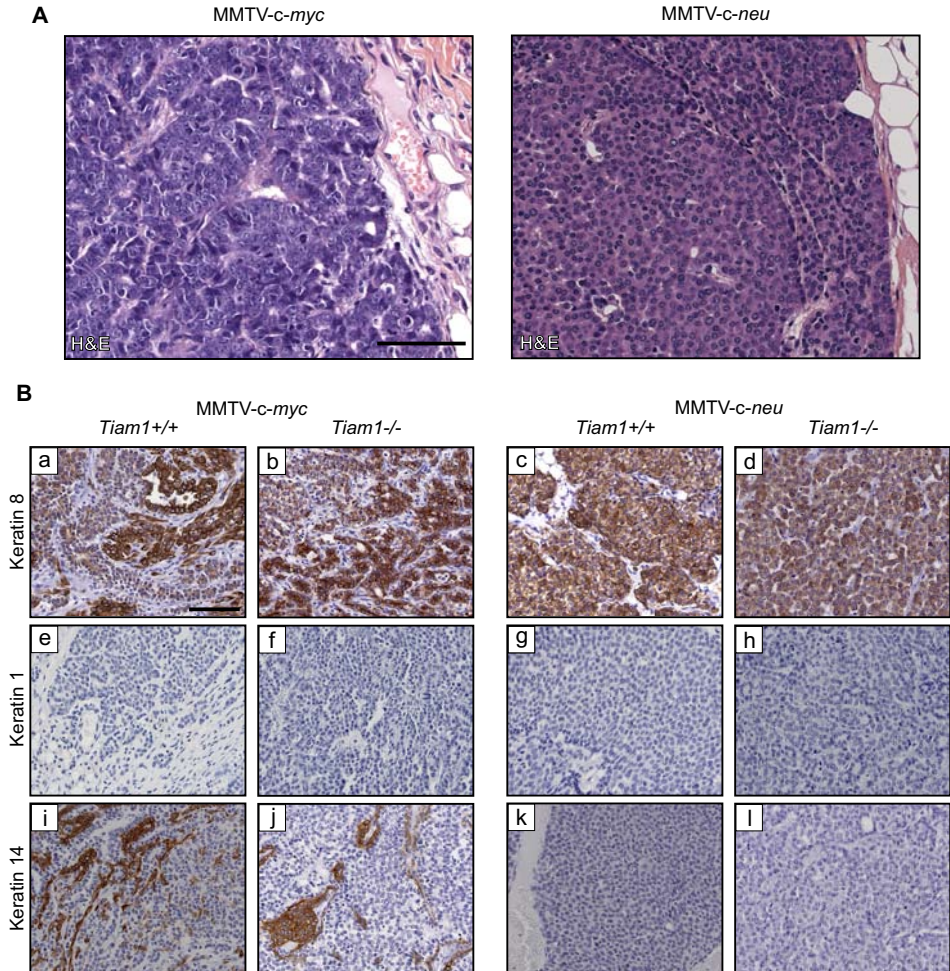 A
MMTV-c-myc
MMTV-c-neu
H&E
H&E
B
MMTV-c-myc
MMTV-c-neu
Tiam1+/+
Tiam1-/-
Tiam1+/+
Tiam1-/-
Keratin 8
a
b
c
d
Keratin 1
e
f
g
h
Keratin 14
i
j
k
l